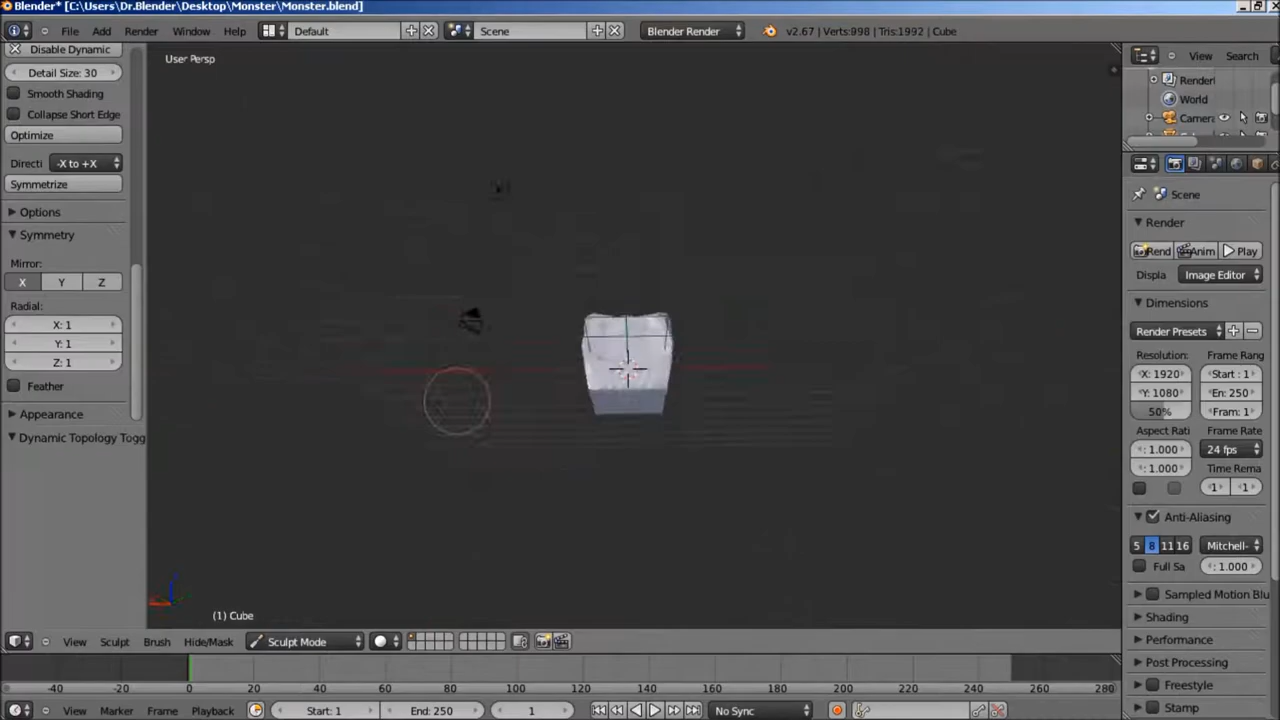 Blender* [C:\Users\Dr.Blender\Desktop\Monster\Monster.blend]
File Add Render Window Help Default Scene Blender Render v2.67 | Verts:998 | Tris:1992 | Cube
Disable Dynamic
Detail Size: 30
Smooth Shading
Collapse Short Edge
Optimize
Directi -X to +X
Symmetrize
Options
Symmetry
Mirror:
X Y Z
Radial:
X: 1
Y: 1
Z: 1
Feather
Appearance
Dynamic Topology Togg
User Persp
(1) Cube
View Search
Renderl
World
Camera
Scene
Render
Rend Anim Play
Displa Image Editor
Dimensions
Render Presets
Resolution: Frame Rang
X: 1920 Start : 1
Y: 1080 En: 250
50% Fram: 1
Aspect Rati Frame Rate
: 1.000 24 fps
: 1.000 Time Rema
1 1
Anti-Aliasing
5 8 11 16 Mitchell-
Full Sa : 1.000
Sampled Motion Blu
Shading
Performance
Post Processing
Freestyle
Stamp
View Sculpt Brush Hide/Mask Sculpt Mode
-40 -20 0 20 40 60 80 100 120 140 160 180 200 220 240 260 280
View Marker Frame Playback Start: 1 End: 250 1 No Sync